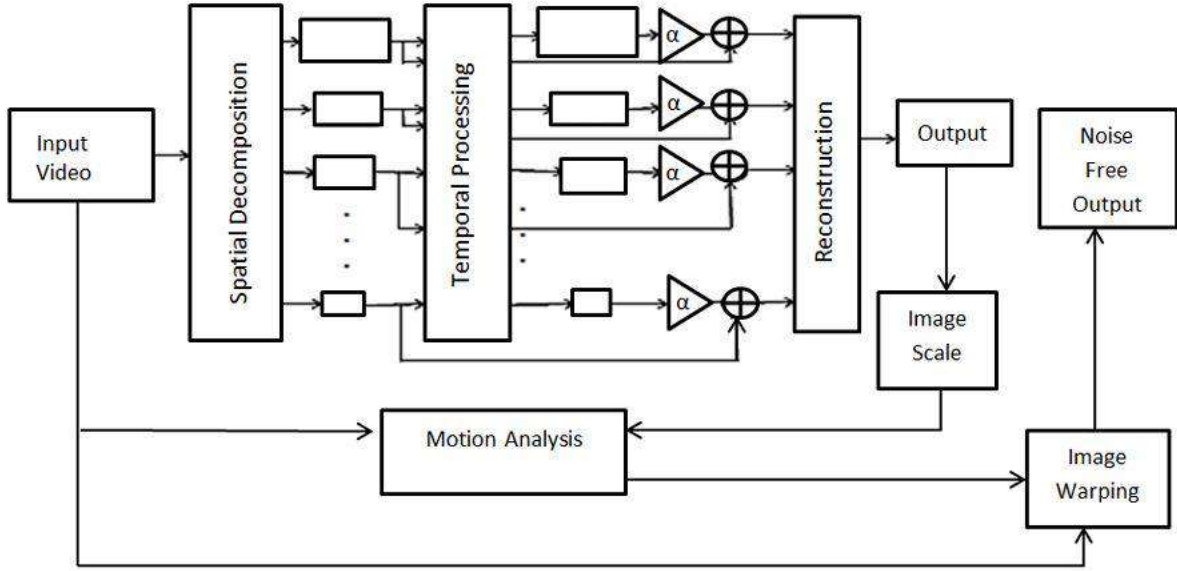 Input
Video
Spatial Decomposition
Temporal Processing
α
α
α
α
Reconstruction
Output
Noise
Free
Output
Image
Scale
Motion Analysis
Image
Warping